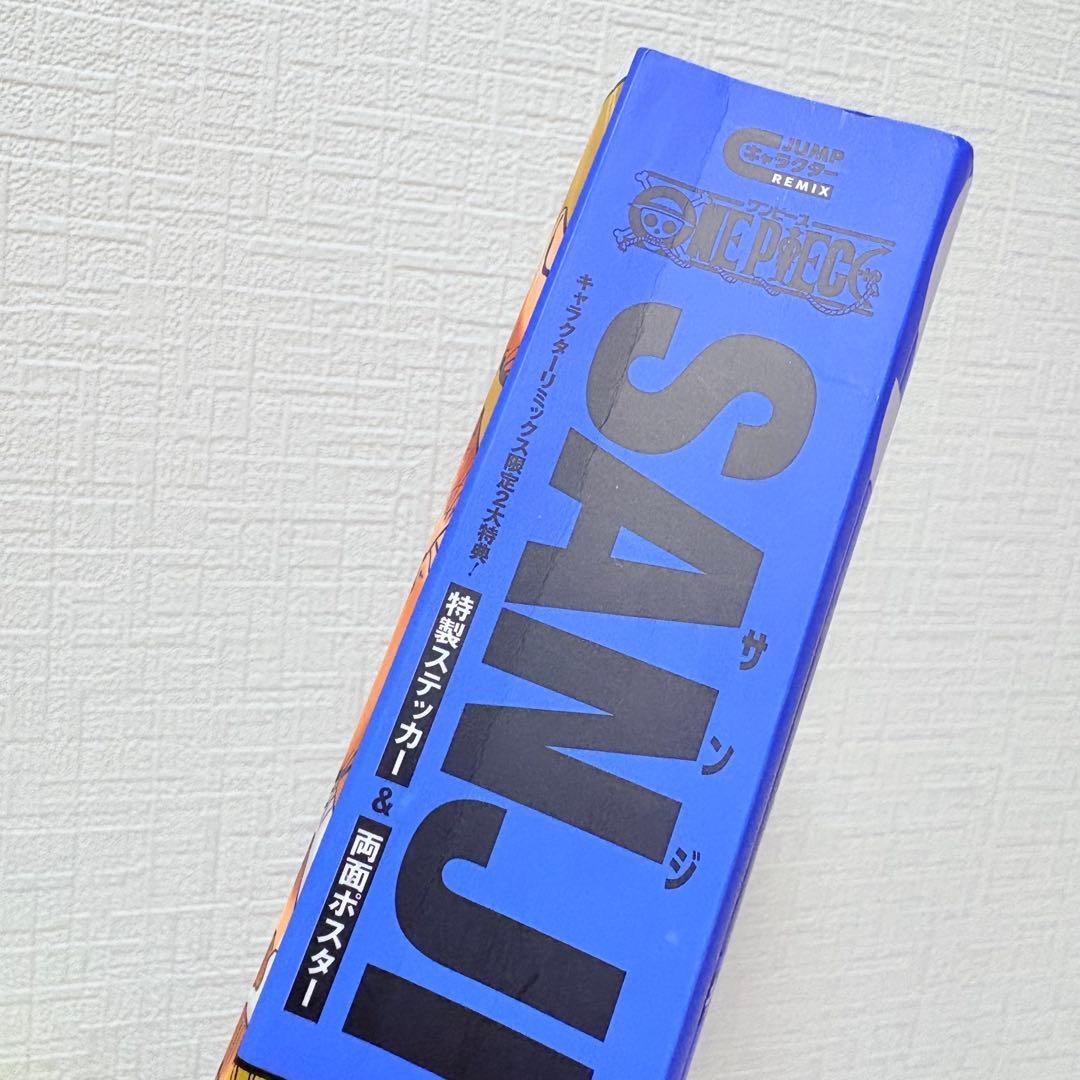 JUMP
キャラクター
REMIX
ワンピース
ONE PIECE
SANJI
サンジ
キャラクターリミックス限定2大特典!
特製ステッカー
&
両面ポスター